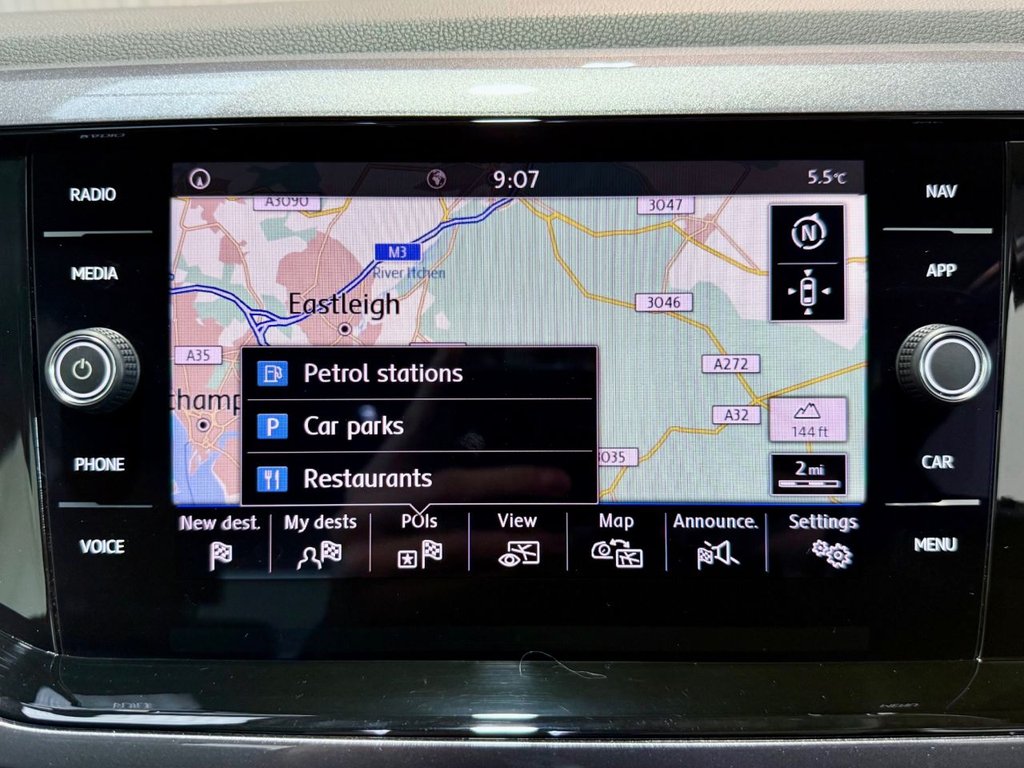 9:07
5.5°C
RADIO
NAV
A3090
3047
MEDIA
M3
APP
River Itchen
N
Eastleigh
3046
A35
A272
Petrol stations
champ
A32
P Car parks
144 ft
3035
PHONE
2 mi
CAR
Restaurants
New dest.
My dests
POIs
View
Map
Announce.
Settings
VOICE
MENU